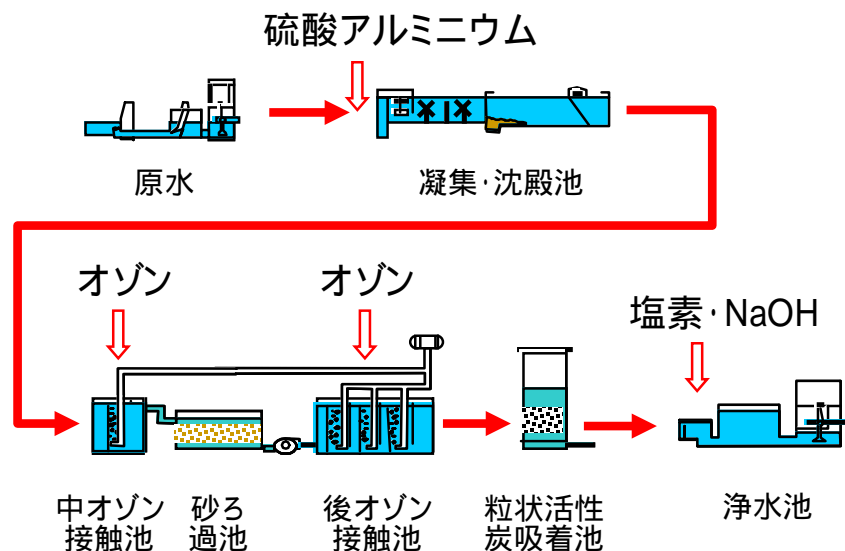 硫酸アルミニウム
原水
凝集・沈殿池
オゾン
オゾン
塩素・NaOH
中オゾン
接触池
砂ろ
過池
後オゾン
接触池
粒状活性
炭吸着池
浄水池